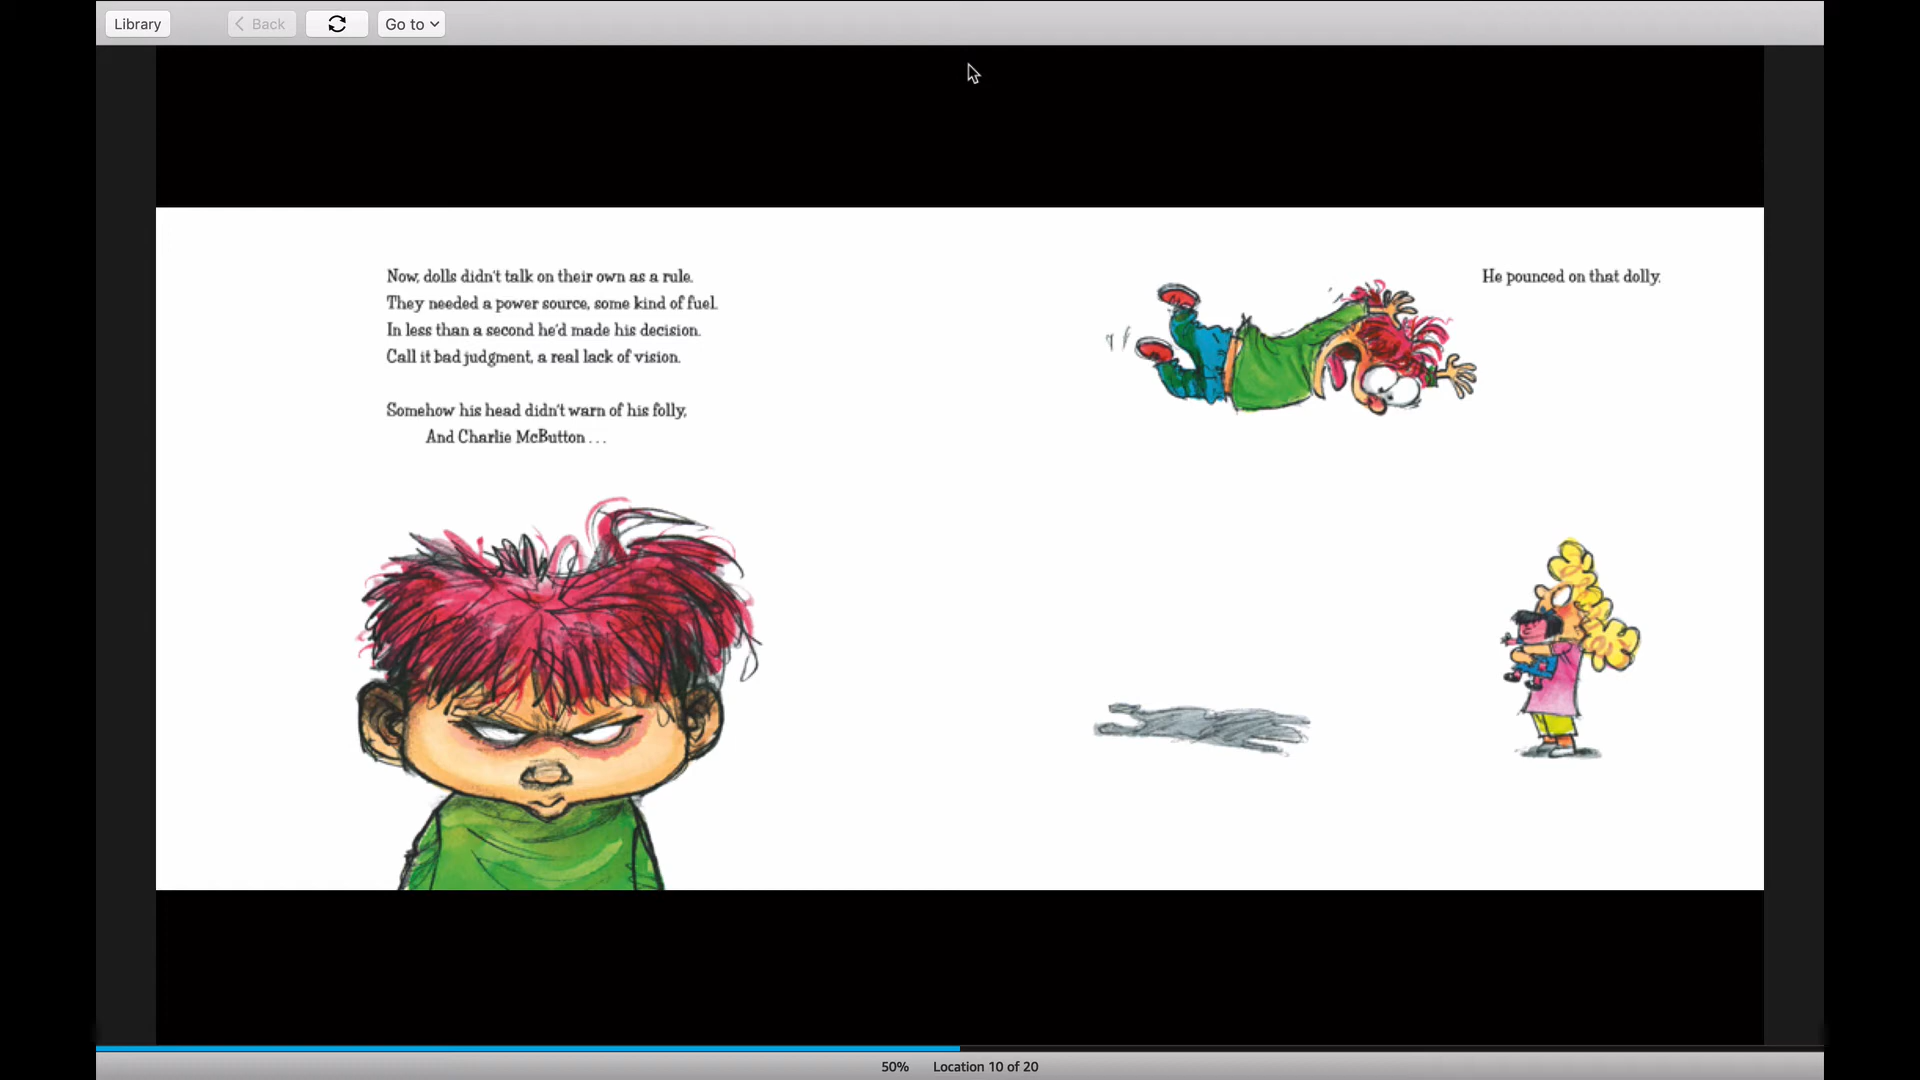 Library
Back
Go to
Now, dolls didn't talk on their own as a rule.
They needed a power source, some kind of fuel.
In less than a second he'd made his decision.
Call it bad judgment, a real lack of vision.
Somehow his head didn't warn of his folly,
And Charlie McButton . . .
He pounced on that dolly.
50% Location 10 of 20